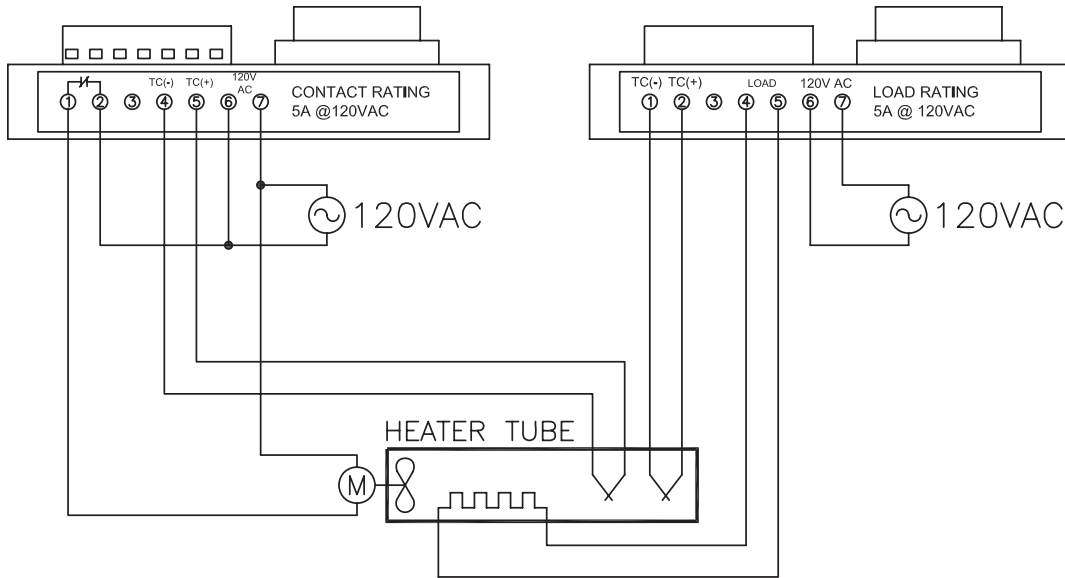 TC(-) TC(+) 120V AC
1 2 3 4 5 6 7
CONTACT RATING
5A @120VAC
120VAC
TC(-) TC(+) LOAD 120V AC
1 2 3 4 5 6 7
LOAD RATING
5A @ 120VAC
120VAC
HEATER TUBE
M